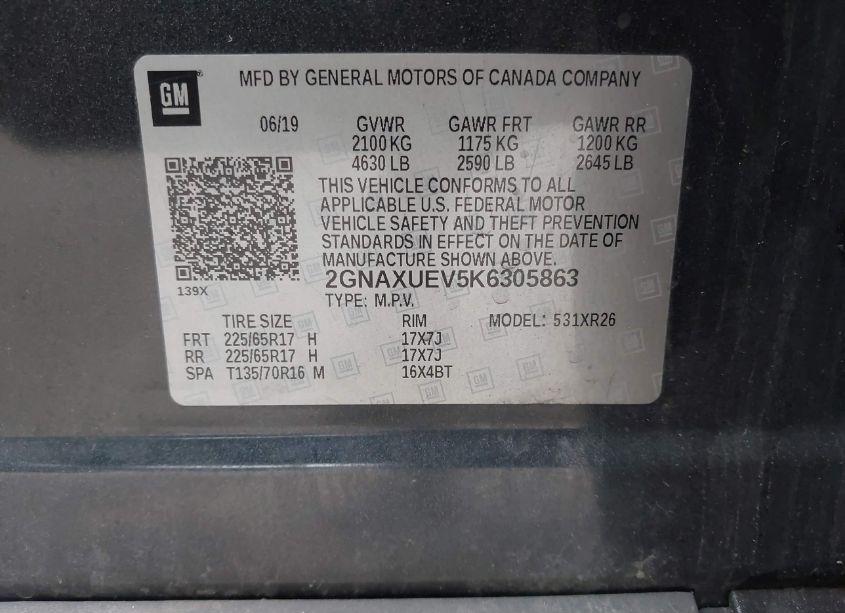 GM
MFD BY GENERAL MOTORS OF CANADA COMPANY
06/19 GVWR GAWR FRT GAWR RR
2100 KG 1175 KG 1200 KG
4630 LB 2590 LB 2645 LB
THIS VEHICLE CONFORMS TO ALL
APPLICABLE U.S. FEDERAL MOTOR
VEHICLE SAFETY AND THEFT PREVENTION
STANDARDS IN EFFECT ON THE DATE OF
MANUFACTURE SHOWN ABOVE.
2GNAXUEV5K6305863
139X
TYPE: M.P.V.
TIRE SIZE RIM MODEL: 531XR26
FRT 225/65R17 H 17X7J
RR 225/65R17 H 17X7J
SPA T135/70R16 M 16X4BT